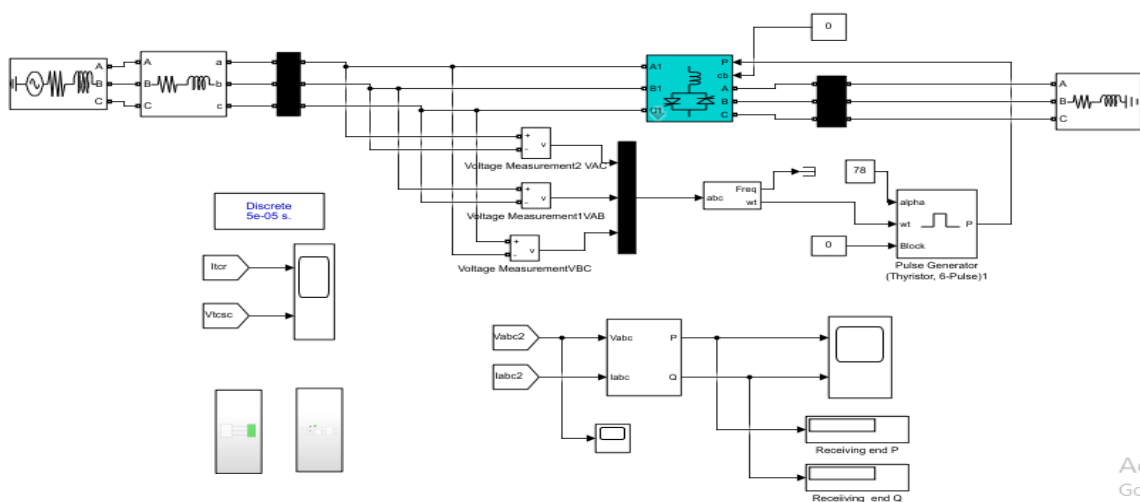 0
A
B
C
A
B
C
a
b
c
A1
B1
C1
P
cb
A
B
C
A
B
C
+
-
v
Voltage Measurement2 VAC
+
-
v
Voltage Measurement1VAB
+
-
v
Voltage MeasurementVBC
abc
Freq
wt
78
0
alpha
wt
Block
P
Pulse Generator
(Thyristor, 6-Pulse)1
Discrete
5e-05 s.
Itcr
Vtcsc
Vabc2
Iabc2
Vabc
Iabc
P
Q
Receiving end P
Receiving end Q